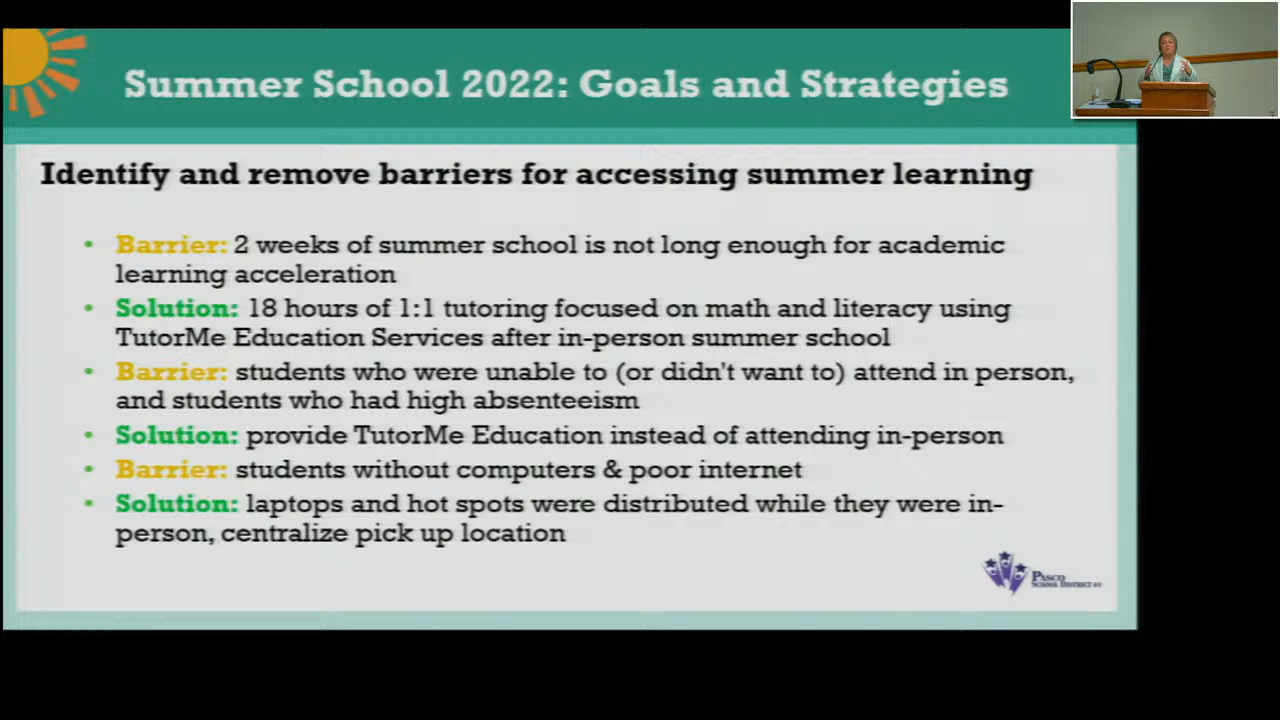 Summer School 2022: Goals and Strategies
Identify and remove barriers for accessing summer learning
• Barrier: 2 weeks of summer school is not long enough for academic
learning acceleration
• Solution: 18 hours of 1:1 tutoring focused on math and literacy using
TutorMe Education Services after in-person summer school
• Barrier: students who were unable to (or didn't want to) attend in person,
and students who had high absenteeism
• Solution: provide TutorMe Education instead of attending in-person
• Barrier: students without computers & poor internet
• Solution: laptops and hot spots were distributed while they were in-
person, centralize pick up location
PASCO
SCHOOL DISTRICT #1